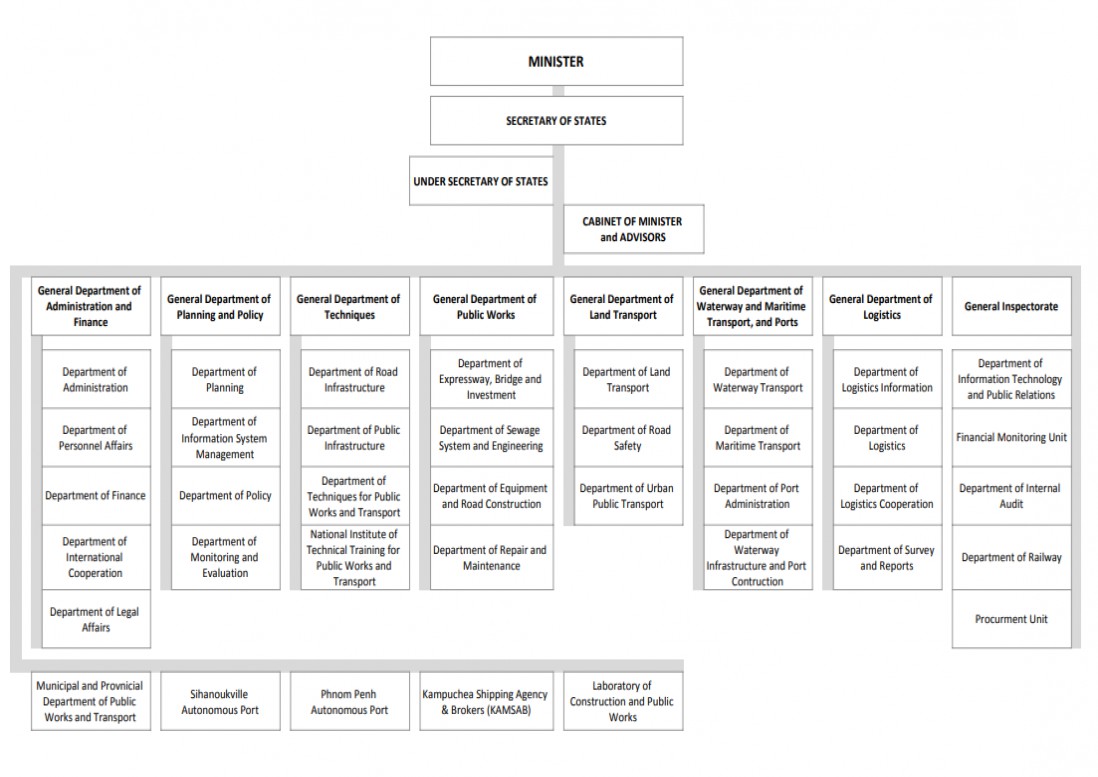 MINISTER
SECRETARY OF STATES
UNDER SECRETARY OF STATES
CABINET OF MINISTER
and ADVISORS
General Department of
Administration and
Finance
General Department of
Planning and Policy
General Department of
Techniques
General Department of
Public Works
General Department of
Land Transport
General Department of
Waterway and Maritime
Transport, and Ports
General Department of
Logistics
General Inspectorate
Department of
Administration
Department of
Planning
Department of Road
Infrastructure
Department of
Expressway, Bridge and
Investment
Department of Land
Transport
Department of
Waterway Transport
Department of
Logistics Information
Department of
Information Technology
and Public Relations
Department of
Personnel Affairs
Department of
Information System
Management
Department of Public
Infrastructure
Department of Sewage
System and Engineering
Department of Road
Safety
Department of
Maritime Transport
Department of
Logistics
Financial Monitoring Unit
Department of Finance
Department of Policy
Department of
Techniques for Public
Works and Transport
Department of Equipment
and Road Construction
Department of Urban
Public Transport
Department of Port
Administration
Department of
Logistics Cooperation
Department of Internal
Audit
Department of
International
Cooperation
Department of
Monitoring and
Evaluation
National Institute of
Technical Training for
Public Works and
Transport
Department of Repair and
Maintenance
Department of
Waterway
Infrastructure and Port
Contruction
Department of Survey
and Reports
Department of Railway
Department of Legal
Affairs
Procurment Unit
Municipal and Provnicial
Department of Public
Works and Transport
Sihanoukville
Autonomous Port
Phnom Penh
Autonomous Port
Kampuchea Shipping Agency
& Brokers (KAMSAB)
Laboratory of
Construction and Public
Works